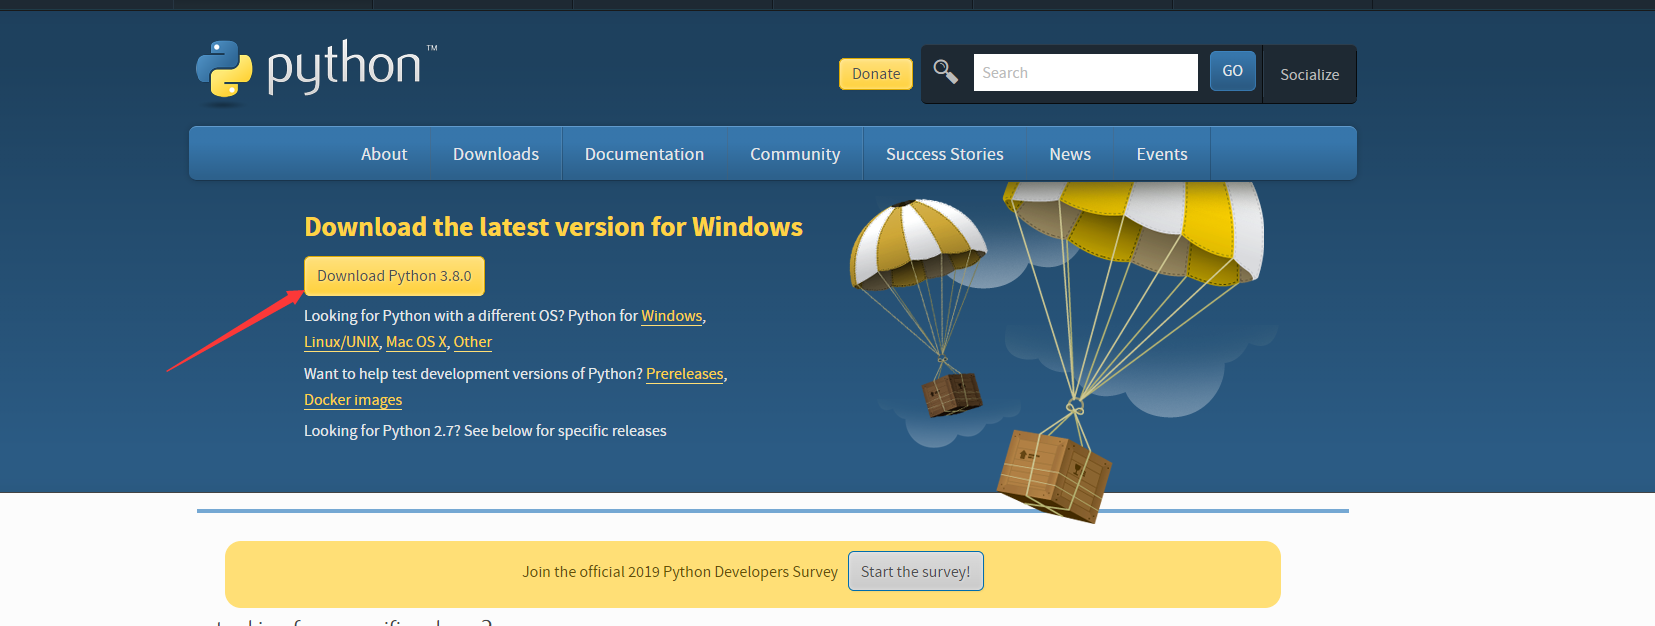 python™
Donate
Search
GO
Socialize
About
Downloads
Documentation
Community
Success Stories
News
Events
Download the latest version for Windows
Download Python 3.8.0
Looking for Python with a different OS? Python for Windows,
Linux/UNIX, Mac OS X, Other
Want to help test development versions of Python? Prereleases,
Docker images
Looking for Python 2.7? See below for specific releases
Join the official 2019 Python Developers Survey
Start the survey!